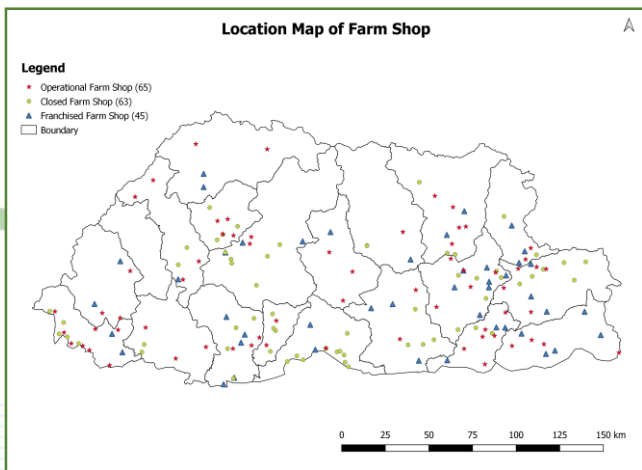 Location Map of Farm Shop
Legend
Operational Farm Shop (65)
Closed Farm Shop (63)
Franchised Farm Shop (45)
Boundary
0 25 50 75 100 125 150 km